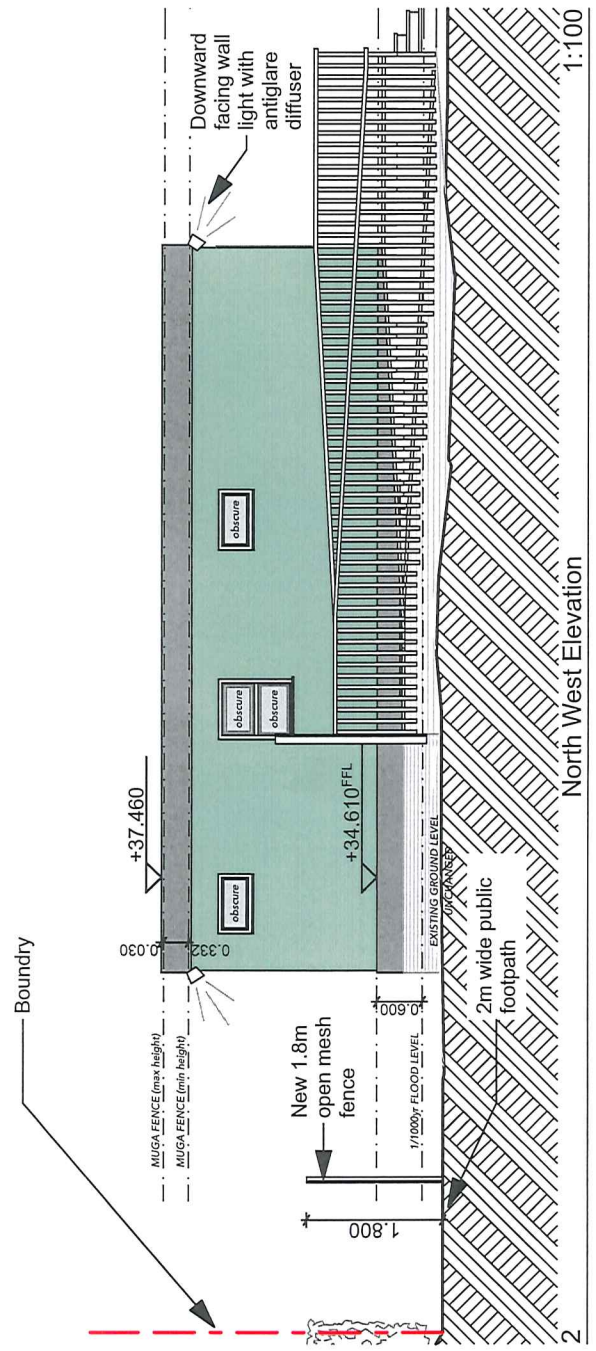 Boundry
Downward
facing wall
light with
antiglare
diffuser
+37.460
0.030
0.332
MUGA FENCE (max height)
MUGA FENCE (min height)
obscure
obscure
obscure
obscure
+34.610FFL
New 1.8m
open mesh
fence
1.800
0.600
1/1000yr FLOOD LEVEL
EXISTING GROUND LEVEL
UNCHANGED
2m wide public
footpath
2
North West Elevation
1:100